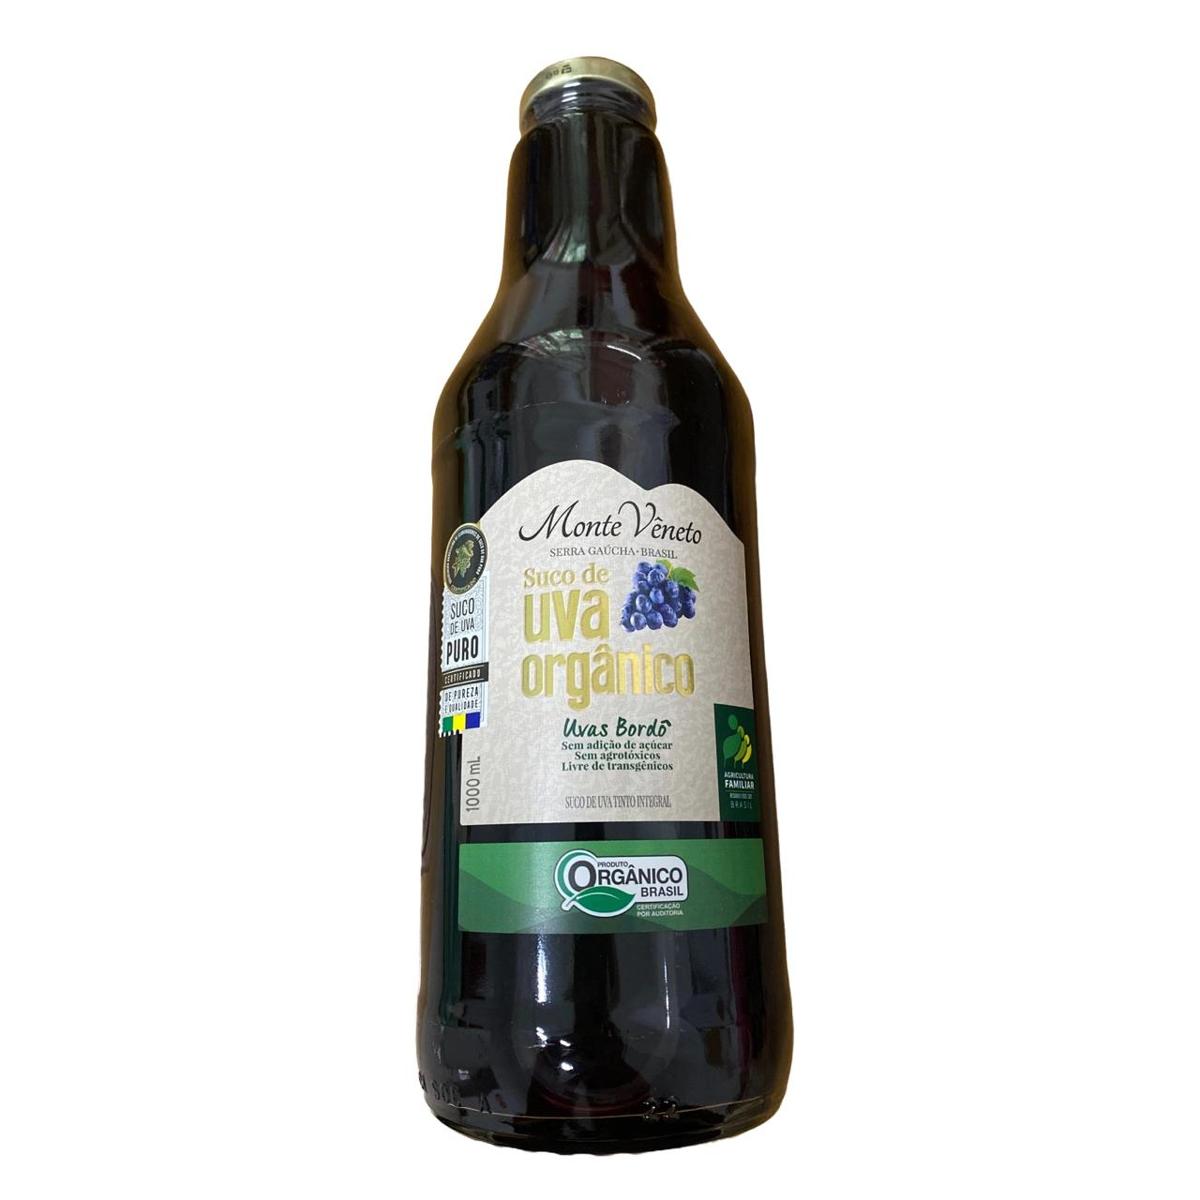 Monte Vêneto
SERRA GAÚCHA • BRASIL
Suco de
uva
orgânico
Uvas Bordô
Sem adição de açúcar
Sem agrotóxicos
Livre de transgênicos
SUCO DE UVA TINTO INTEGRAL
1000 mL
SUCO
DE UVA
PURO
CERTIFICADO
DE PUREZA
E QUALIDADE
AGRICULTURA
FAMILIAR
BRASIL
PRODUTO
ORGÂNICO
BRASIL
CERTIFICAÇÃO
POR AUDITORIA